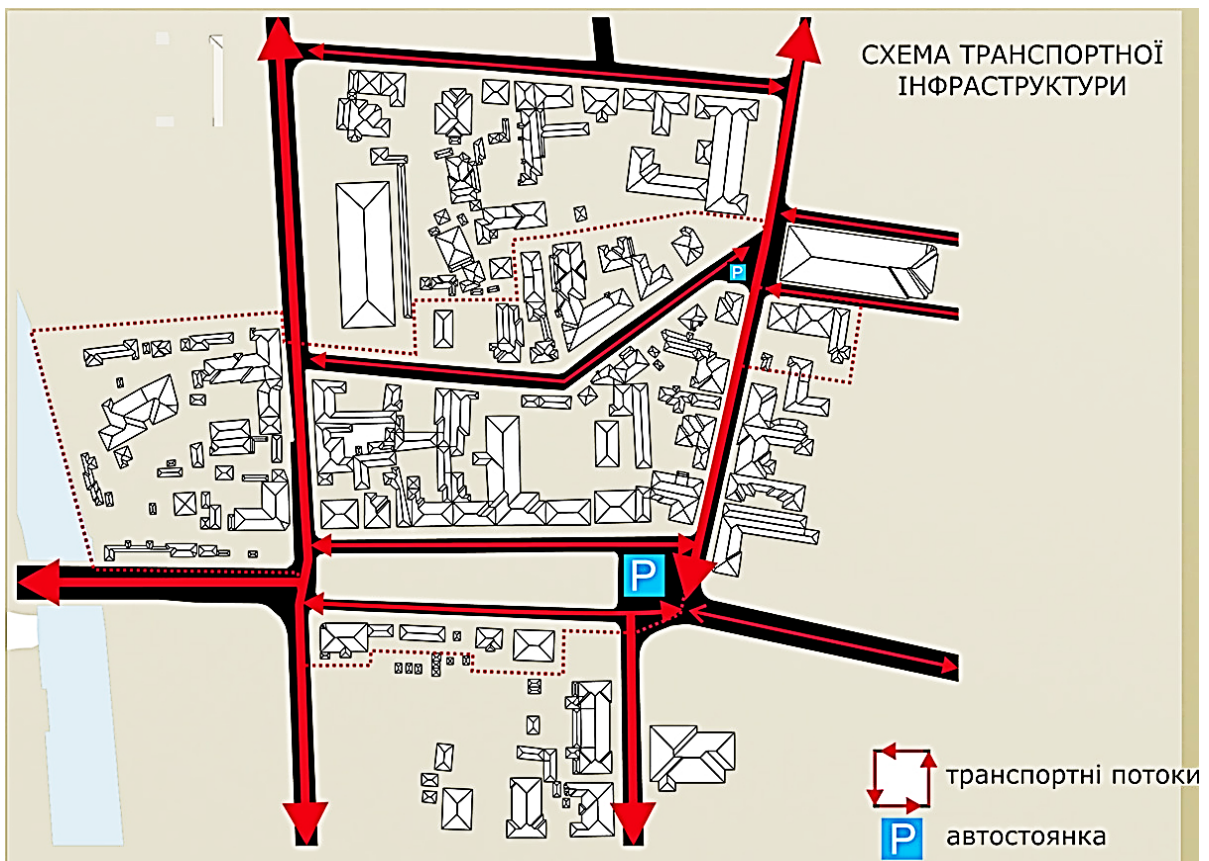 СХЕМА ТРАНСПОРТНОЇ
ІНФРАСТРУКТУРИ
P
P
транспортні потоки
P автостоянка